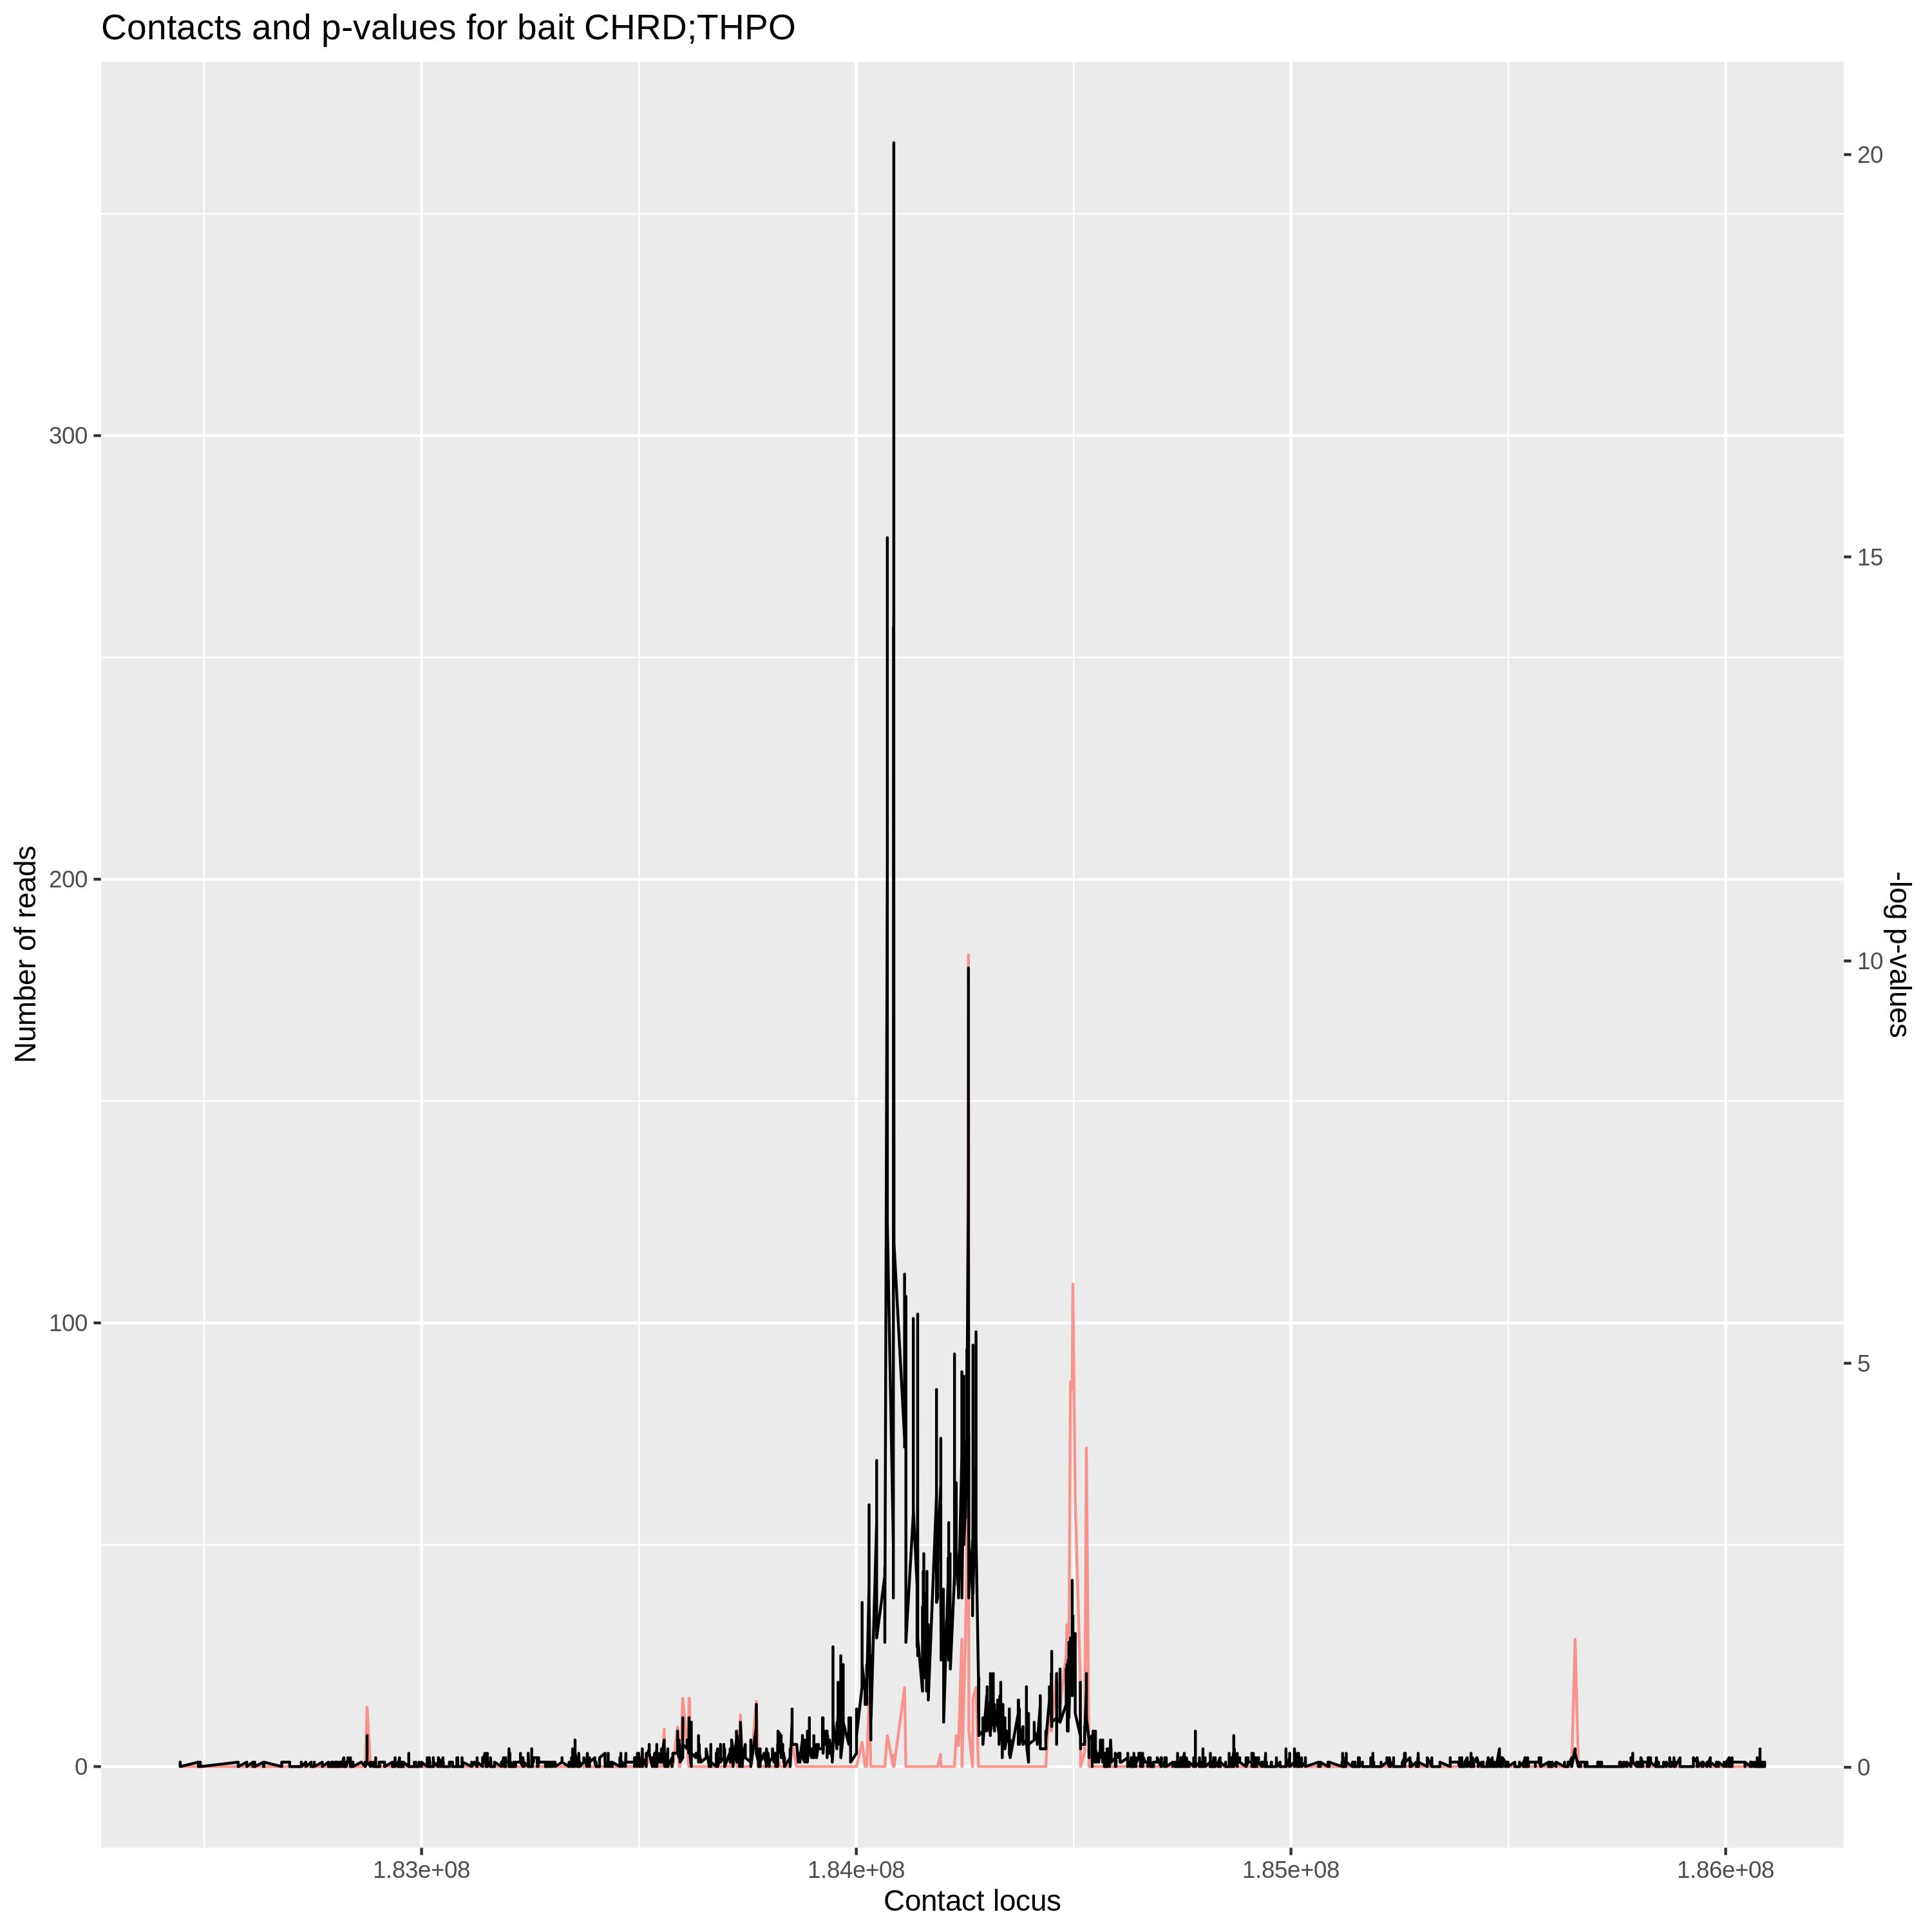 Contacts and p-values for bait CHRD;THPO
Number of reads
300
200
100
0
20
15
10
5
0
-log p-values
1.83e+08
1.84e+08
1.85e+08
1.86e+08
Contact locus